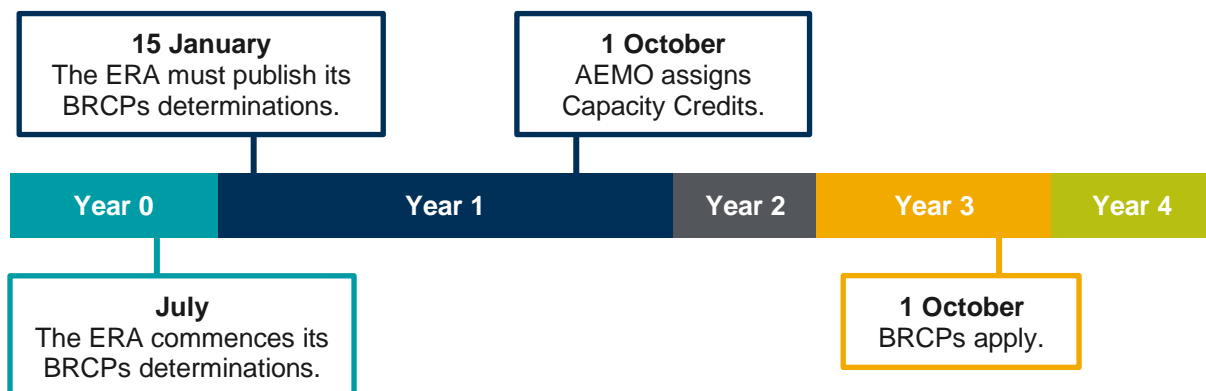 15 January
The ERA must publish its
BRCPs determinations.
1 October
AEMO assigns
Capacity Credits.
Year 0
Year 1
Year 2
Year 3
Year 4
July
The ERA commences its
BRCPs determinations.
1 October
BRCPs apply.